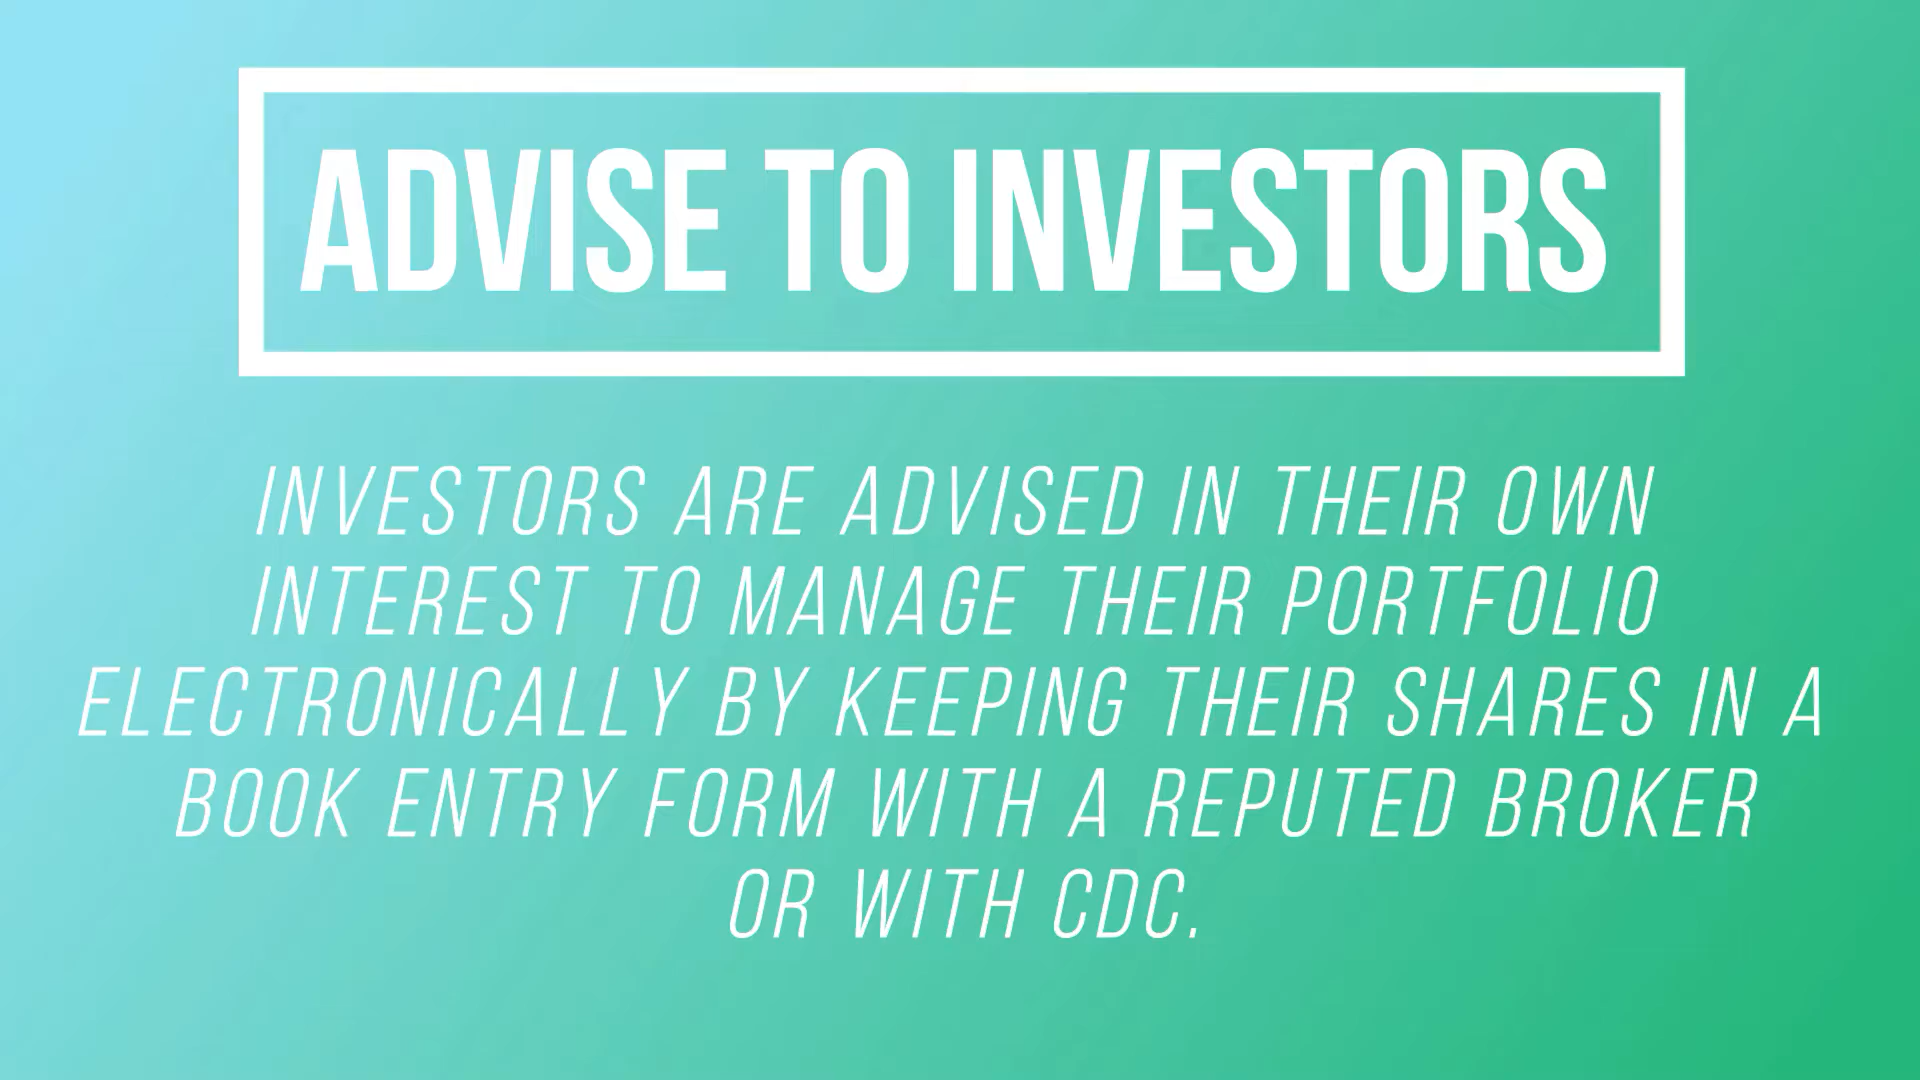 ADVISE TO INVESTORS
INVESTORS ARE ADVISED IN THEIR OWN
INTEREST TO MANAGE THEIR PORTFOLIO
ELECTRONICALLY BY KEEPING THEIR SHARES IN A
BOOK ENTRY FORM WITH A REPUTED BROKER
OR WITH CDC.